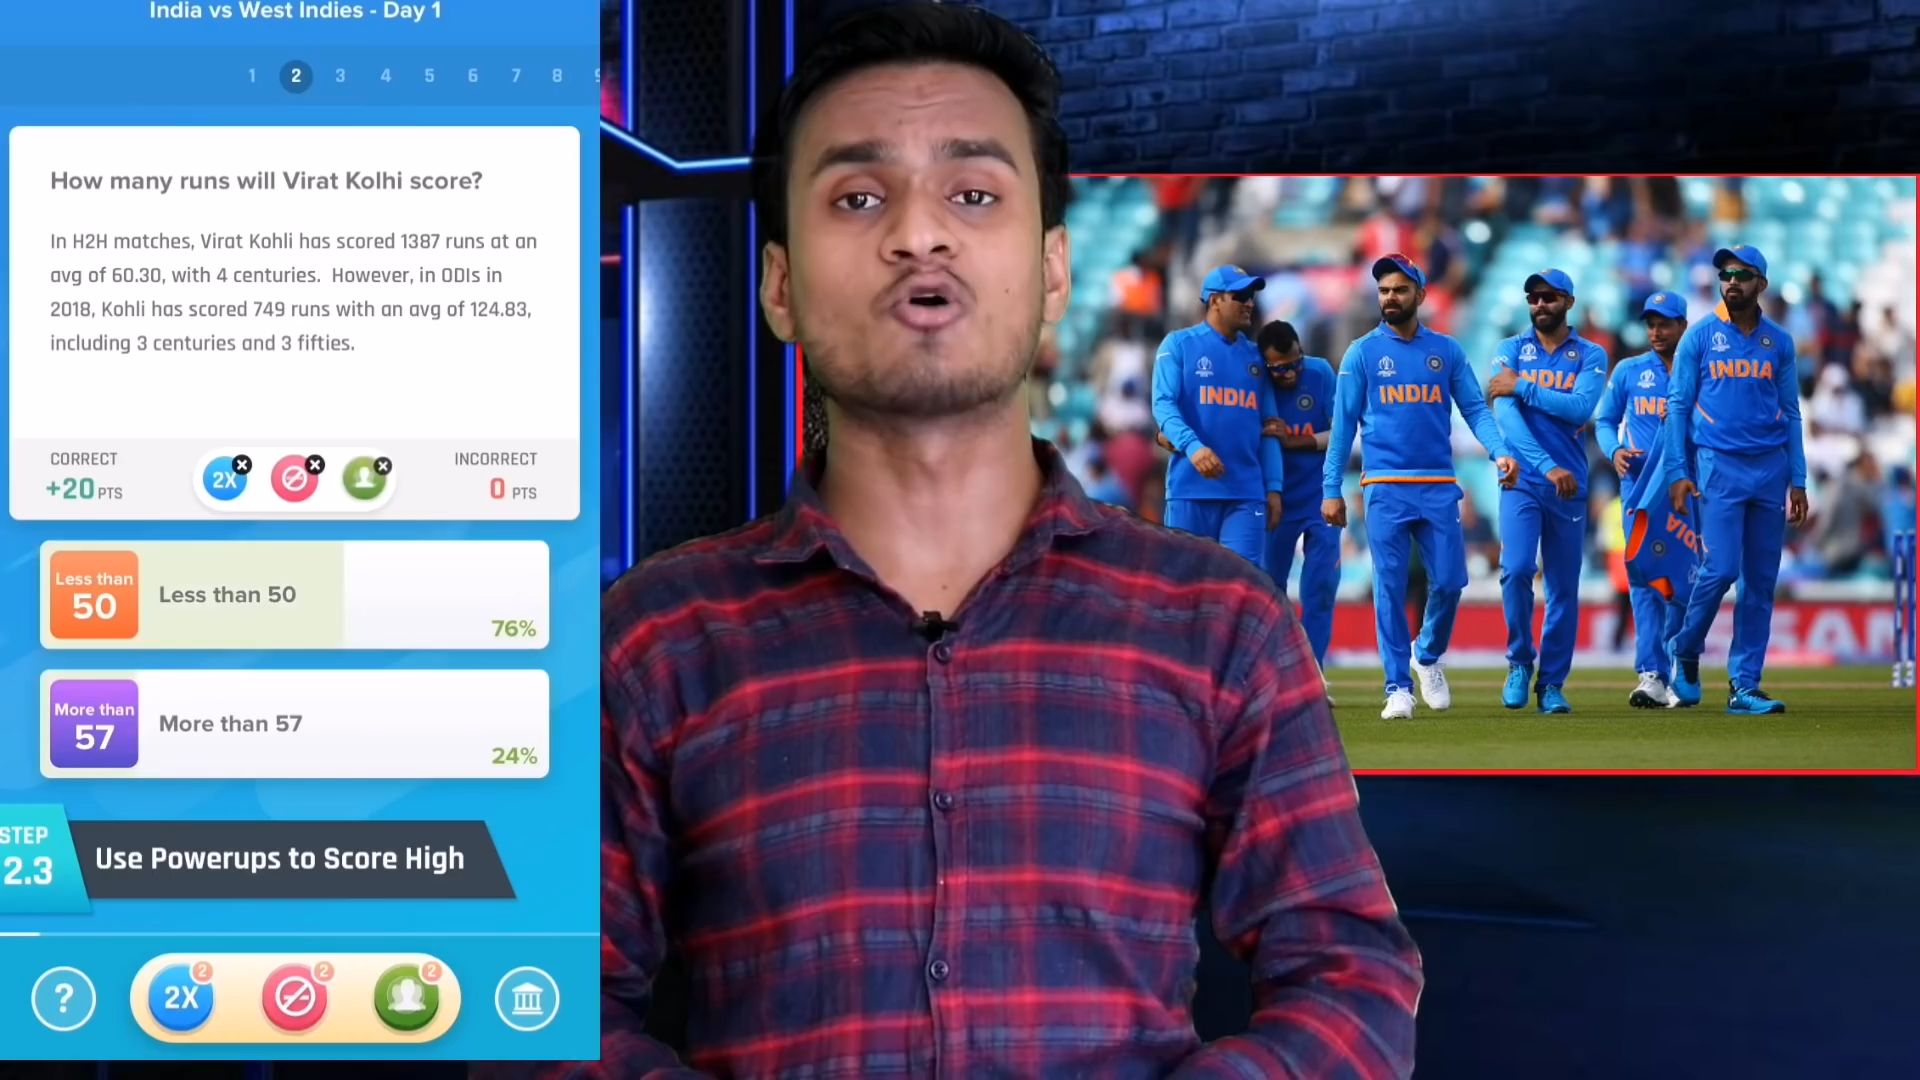 India vs West Indies - Day 1
1 2 3 4 5 6 7 8
How many runs will Virat Kolhi score?
In H2H matches, Virat Kohli has scored 1387 runs at an
avg of 60.30, with 4 centuries. However, in ODIs in
2018, Kohli has scored 749 runs with an avg of 124.83,
including 3 centuries and 3 fifties.
CORRECT
+20 PTS
2X
INCORRECT
0 PTS
Less than
50
Less than 50
76%
More than
57
More than 57
24%
STEP
2.3
Use Powerups to Score High
?
2X
2
2
2
INDIA
INDIA
INDIA
INDIA